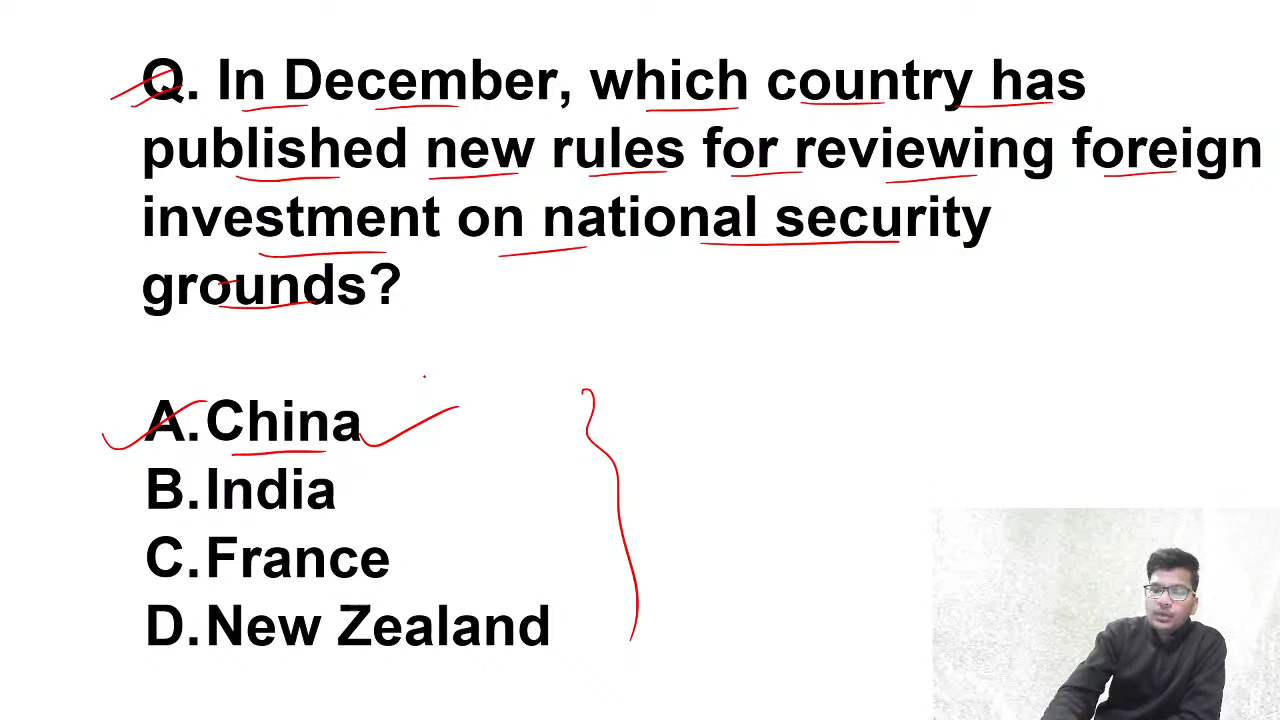 Q. In December, which country has
published new rules for reviewing foreign
investment on national security
grounds?
A. China
B. India
C. France
D. New Zealand